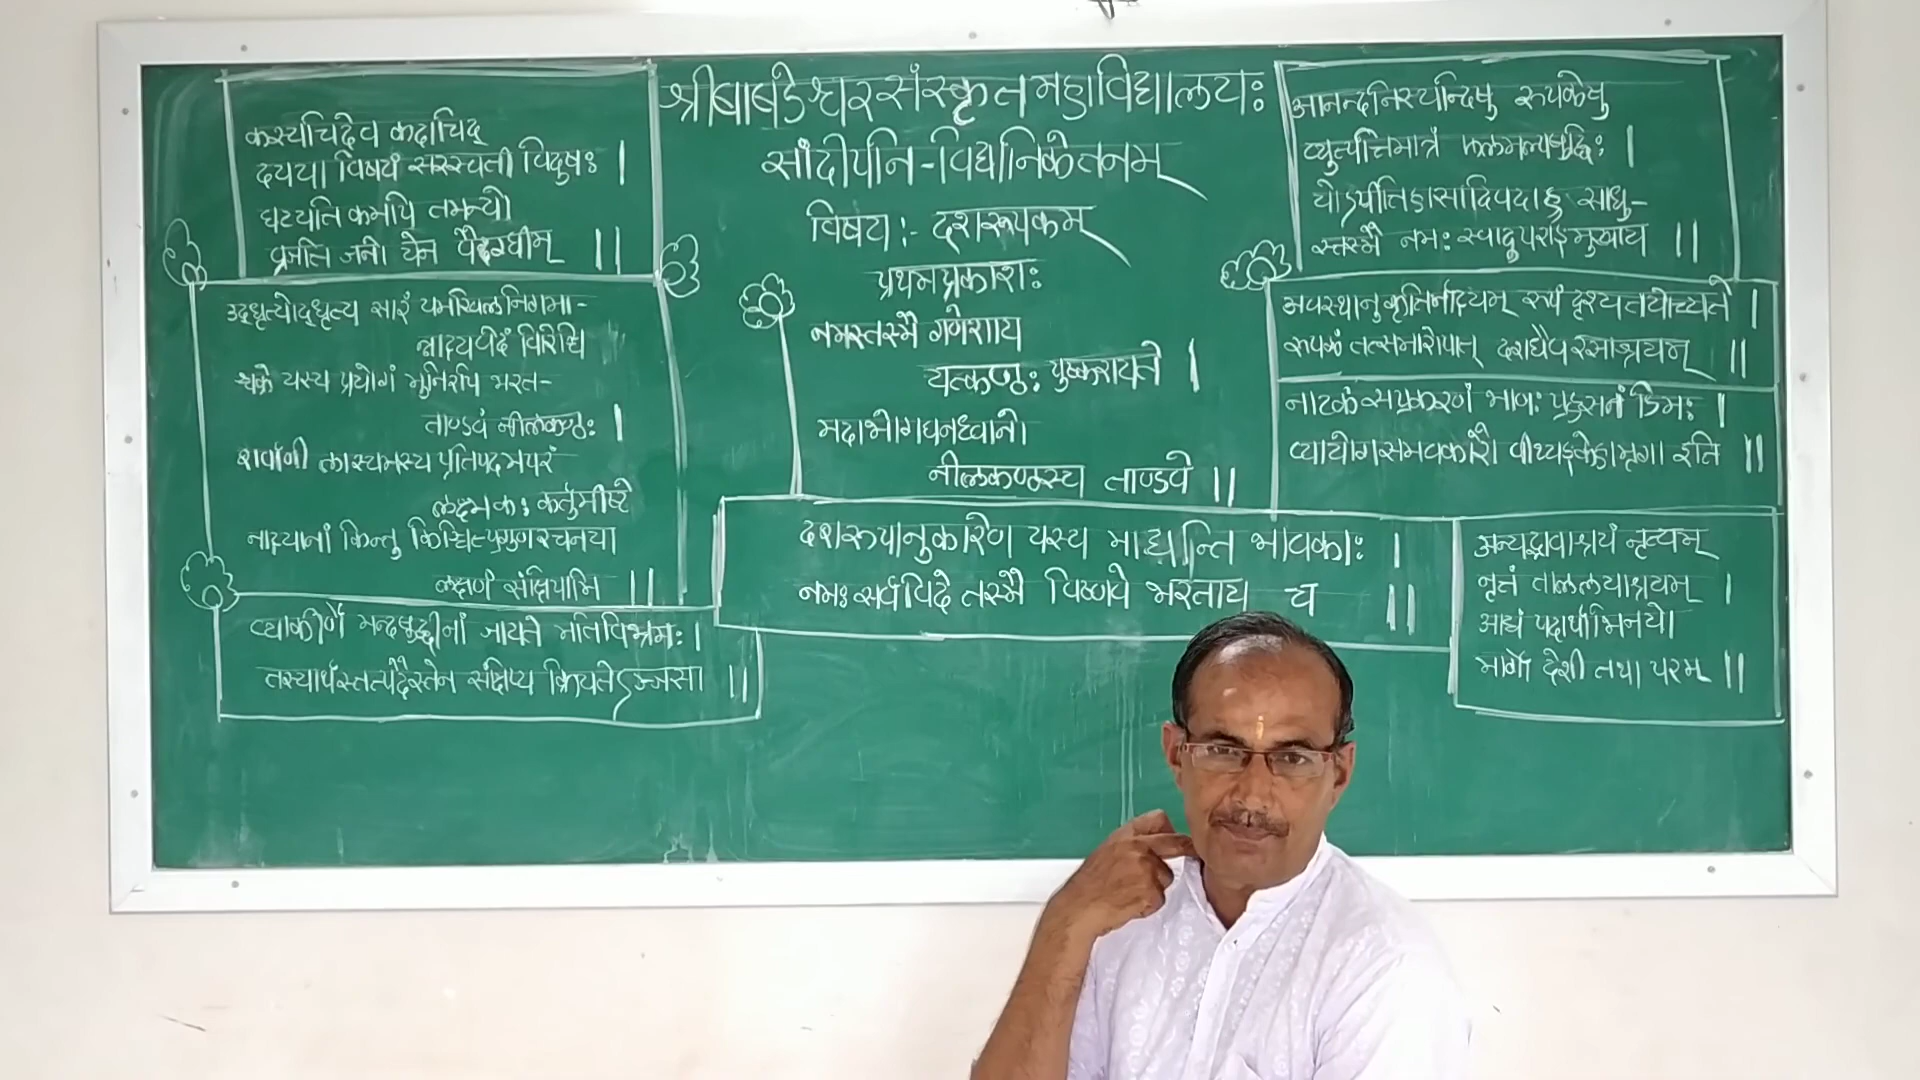 श्रीबाबडेश्वरसंस्कृतमहाविद्यालयः
सांदीपनि-विद्यानिकेतनम्
विषयः- दशरूपकम्
प्रथमप्रकाशः
नमस्तस्मै गणेशाय
यत्कण्ठः पुष्करायते ।
मदाभोगघनध्वानो
नीलकण्ठस्य ताण्डवे ॥
दशरूपानुकारेण यस्य माद्यन्ति भावकाः ।
नमः सर्वविदे तस्मै विष्णवे भरताय च ॥
कस्यचिदेव कदाचिद्
दयया विषयं सरस्वती विदुषः ।
घटयति कमपि तमन्यो
व्रजति जनो येन वैदग्धीम् ॥
उद्धृत्योद्धृत्य सारं यमखिलनिगमा-
न्नाट्यवेदं विरिञ्चि
श्चक्रे यस्य प्रयोगं मुनिरपि भरत-
ताण्डवं नीलकण्ठः ।
शर्वाणी लास्यमस्य प्रतिपदमपरं
लक्ष्मकः कर्तुमीष्टे
नाट्यानां किन्तु किञ्चित्प्रगुणरचनया
लक्षणं संक्षिपामि ॥
व्याकीर्णे मन्दबुद्धीनां जायते मतिविभ्रमः ।
तस्यार्थस्तत्पदैस्तेन संक्षिप्य क्रियतेऽञ्जसा ॥
आनन्दनिस्यन्दिषु रूपकेषु
व्युत्पत्तिमात्रं फलमल्पबुद्धिः ।
योऽपीतिहासादिवदाह साधु-
स्तस्मै नमः स्वादुपराङ्मुखाय ॥
अवस्थानुकृतिर्नाट्यम् रूपं दृश्यतयोच्यते ।
रूपकं तत्समारोपात् दशधैव रसाश्रयम् ॥
नाटकं सप्रकरणं भाणः प्रहसनं डिमः ।
व्यायोगसमवकारौ वीथ्यङ्केहामृगा इति ॥
अन्यद्भावाश्रयं नृत्यम्
नृत्तं ताललयाश्रयम् ।
आद्यं पदार्थाभिनयो
मार्गो देशी तथा परम् ॥